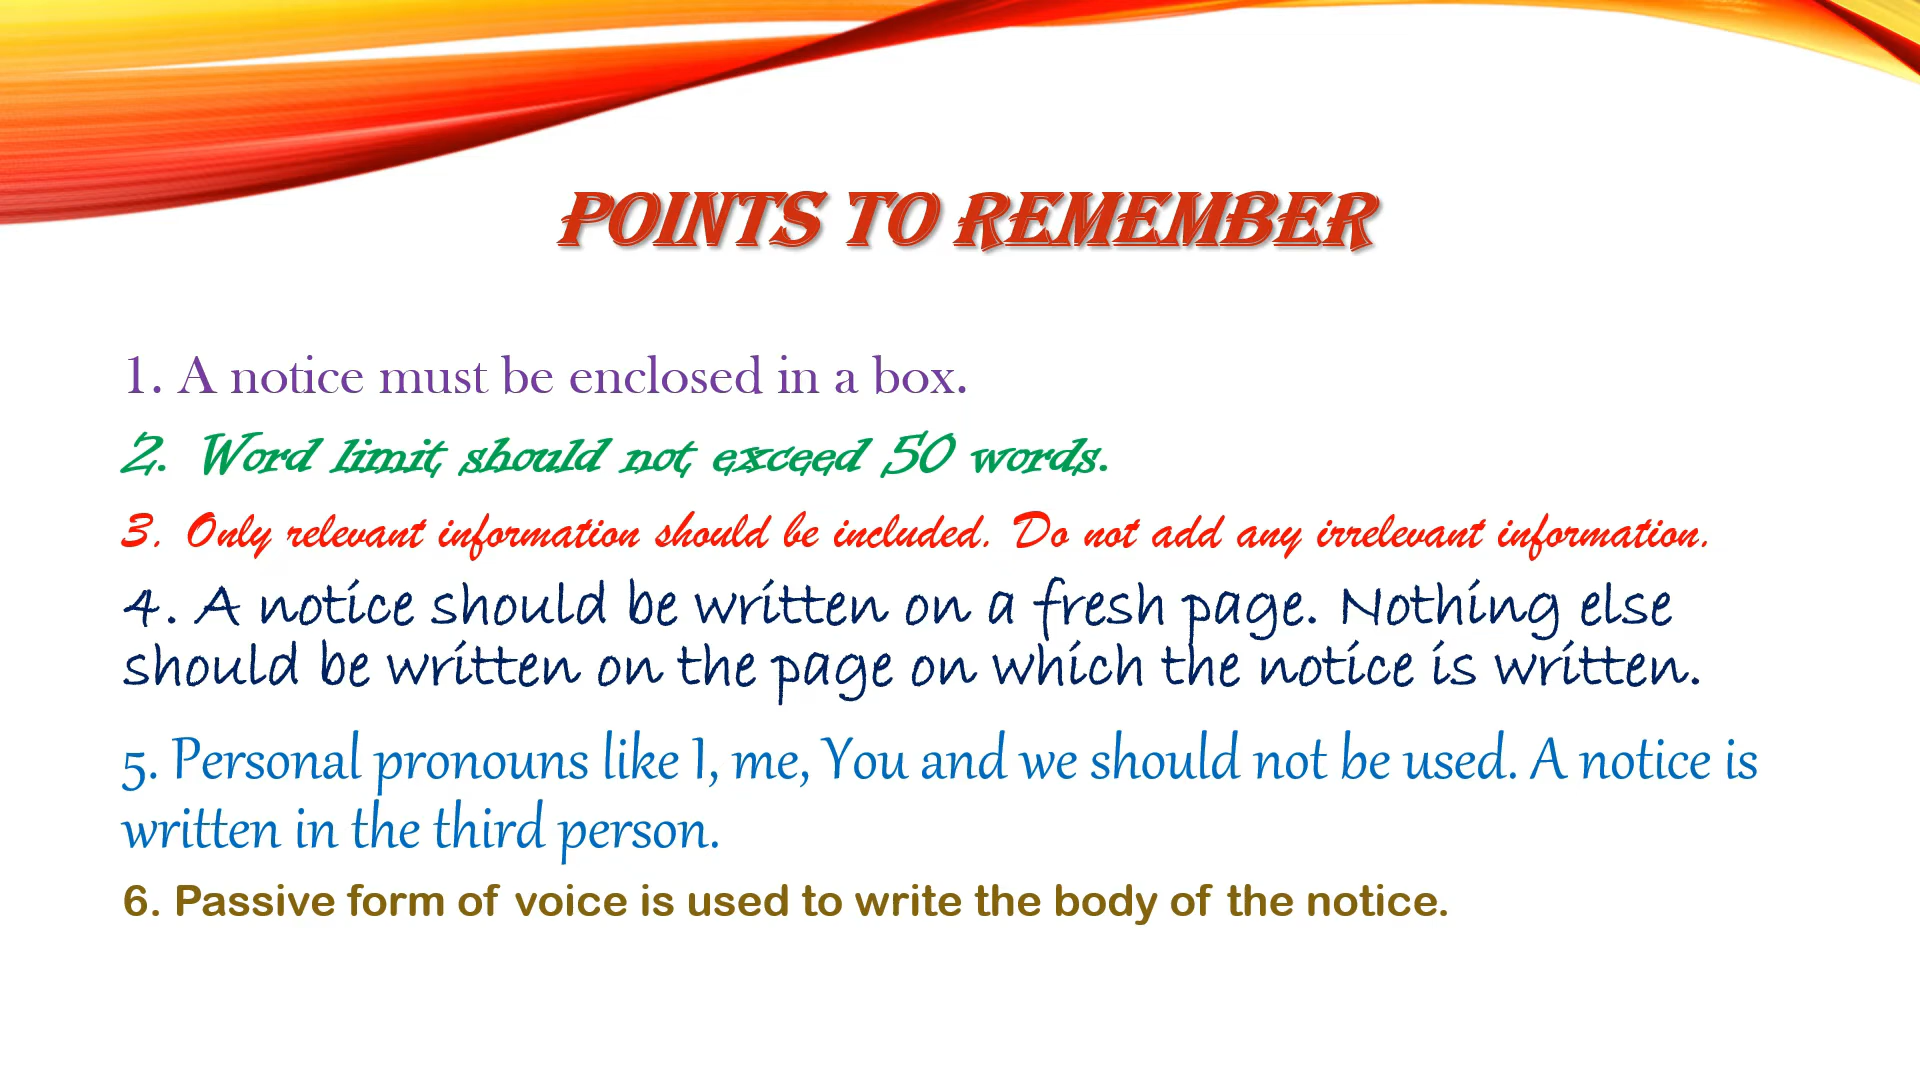 POINTS TO REMEMBER
1. A notice must be enclosed in a box.
2. Word limit should not exceed 50 words.
3. Only relevant information should be included. Do not add any irrelevant information.
4. A notice should be written on a fresh page. Nothing else
should be written on the page on which the notice is written.
5. Personal pronouns like I, me, You and we should not be used. A notice is
written in the third person.
6. Passive form of voice is used to write the body of the notice.